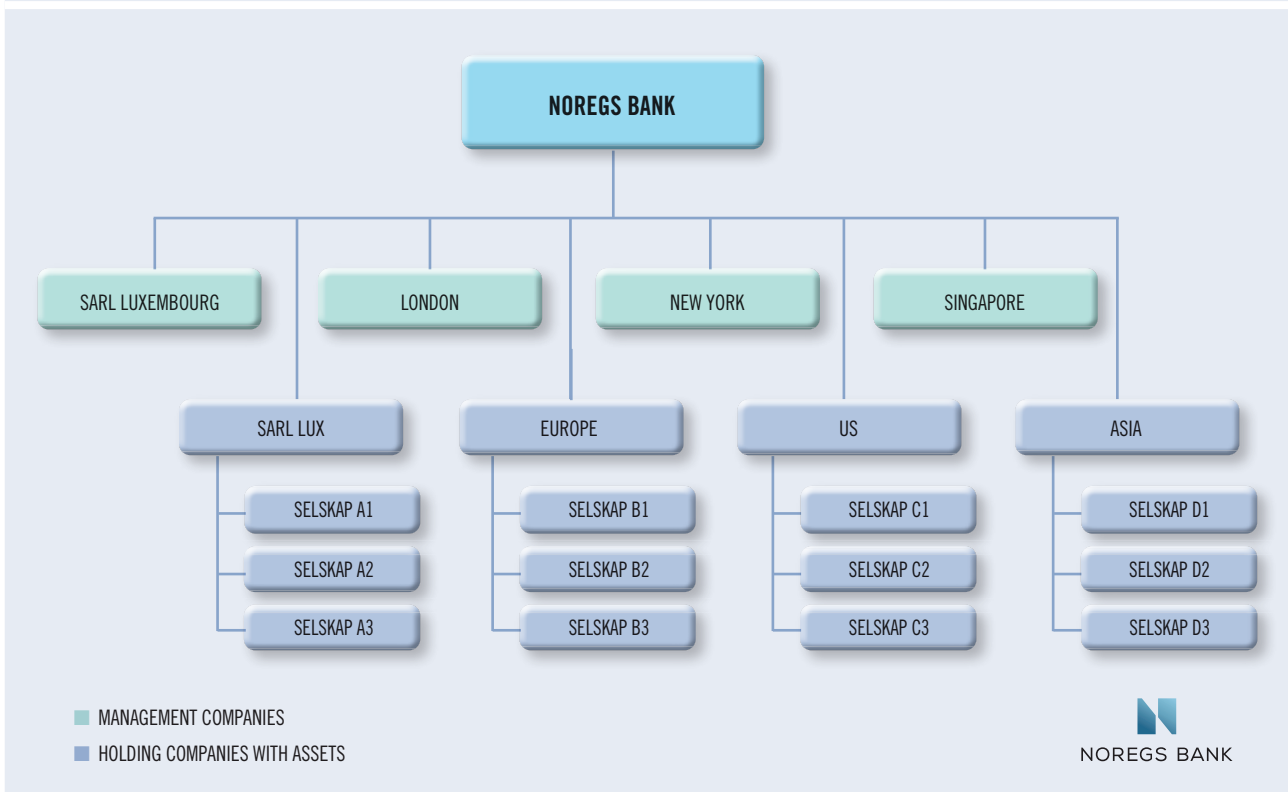 NOREGS BANK
SARL LUXEMBOURG
LONDON
NEW YORK
SINGAPORE
SARL LUX
EUROPE
US
ASIA
SELSKAP A1
SELSKAP B1
SELSKAP C1
SELSKAP D1
SELSKAP A2
SELSKAP B2
SELSKAP C2
SELSKAP D2
SELSKAP A3
SELSKAP B3
SELSKAP C3
SELSKAP D3
MANAGEMENT COMPANIES
HOLDING COMPANIES WITH ASSETS
NOREGS BANK